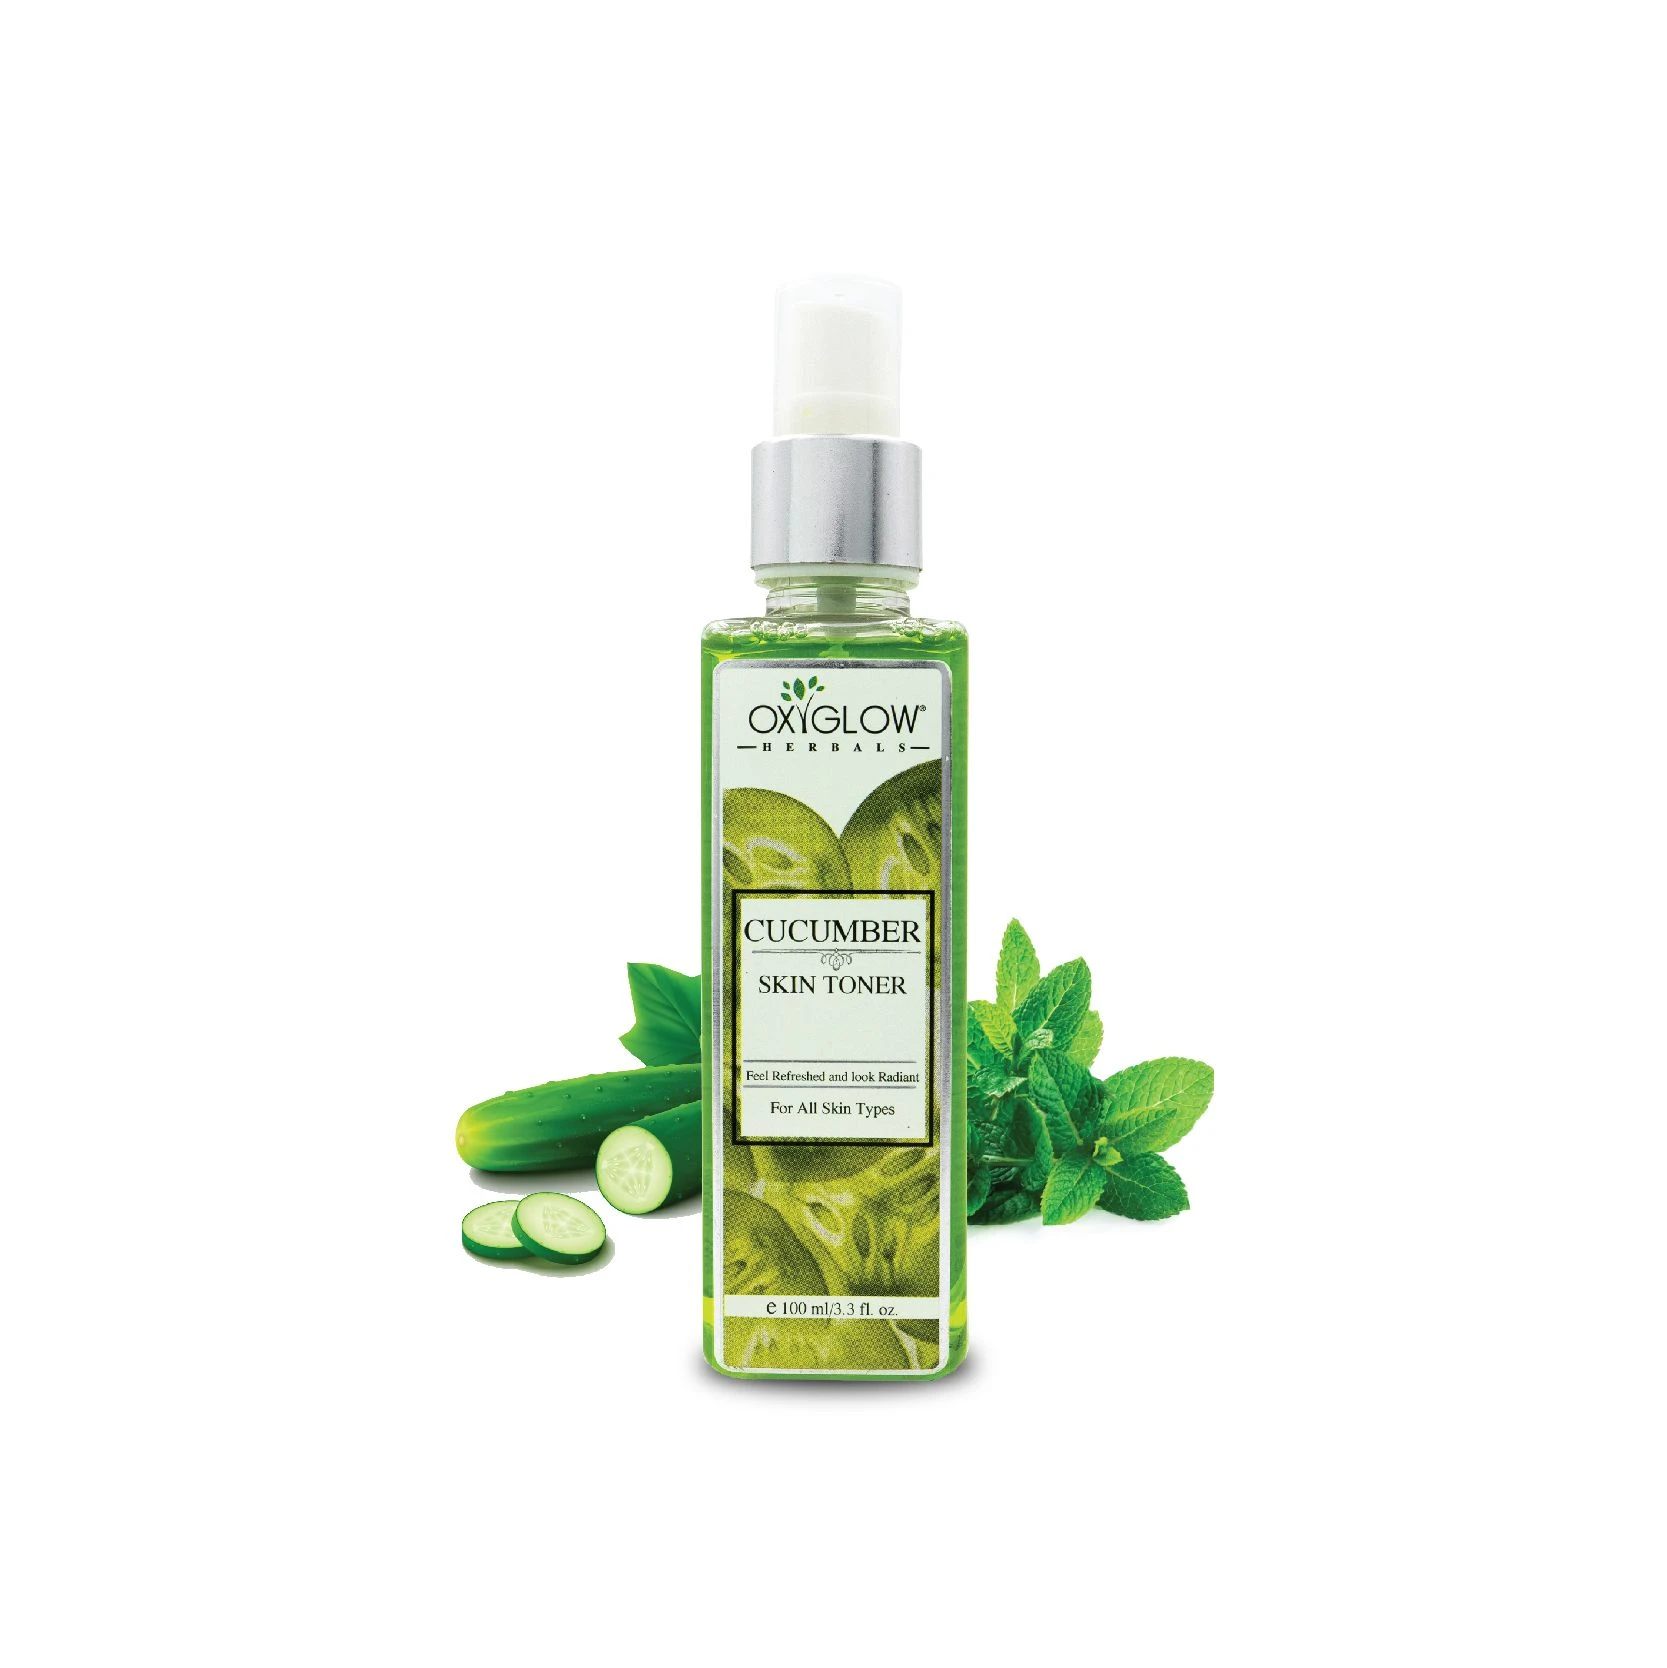 OXYGLOW®
HERBALS
CUCUMBER
SKIN TONER
Feel Refreshed and look Radiant
For All Skin Types
e 100 ml/3.3 fl. oz.